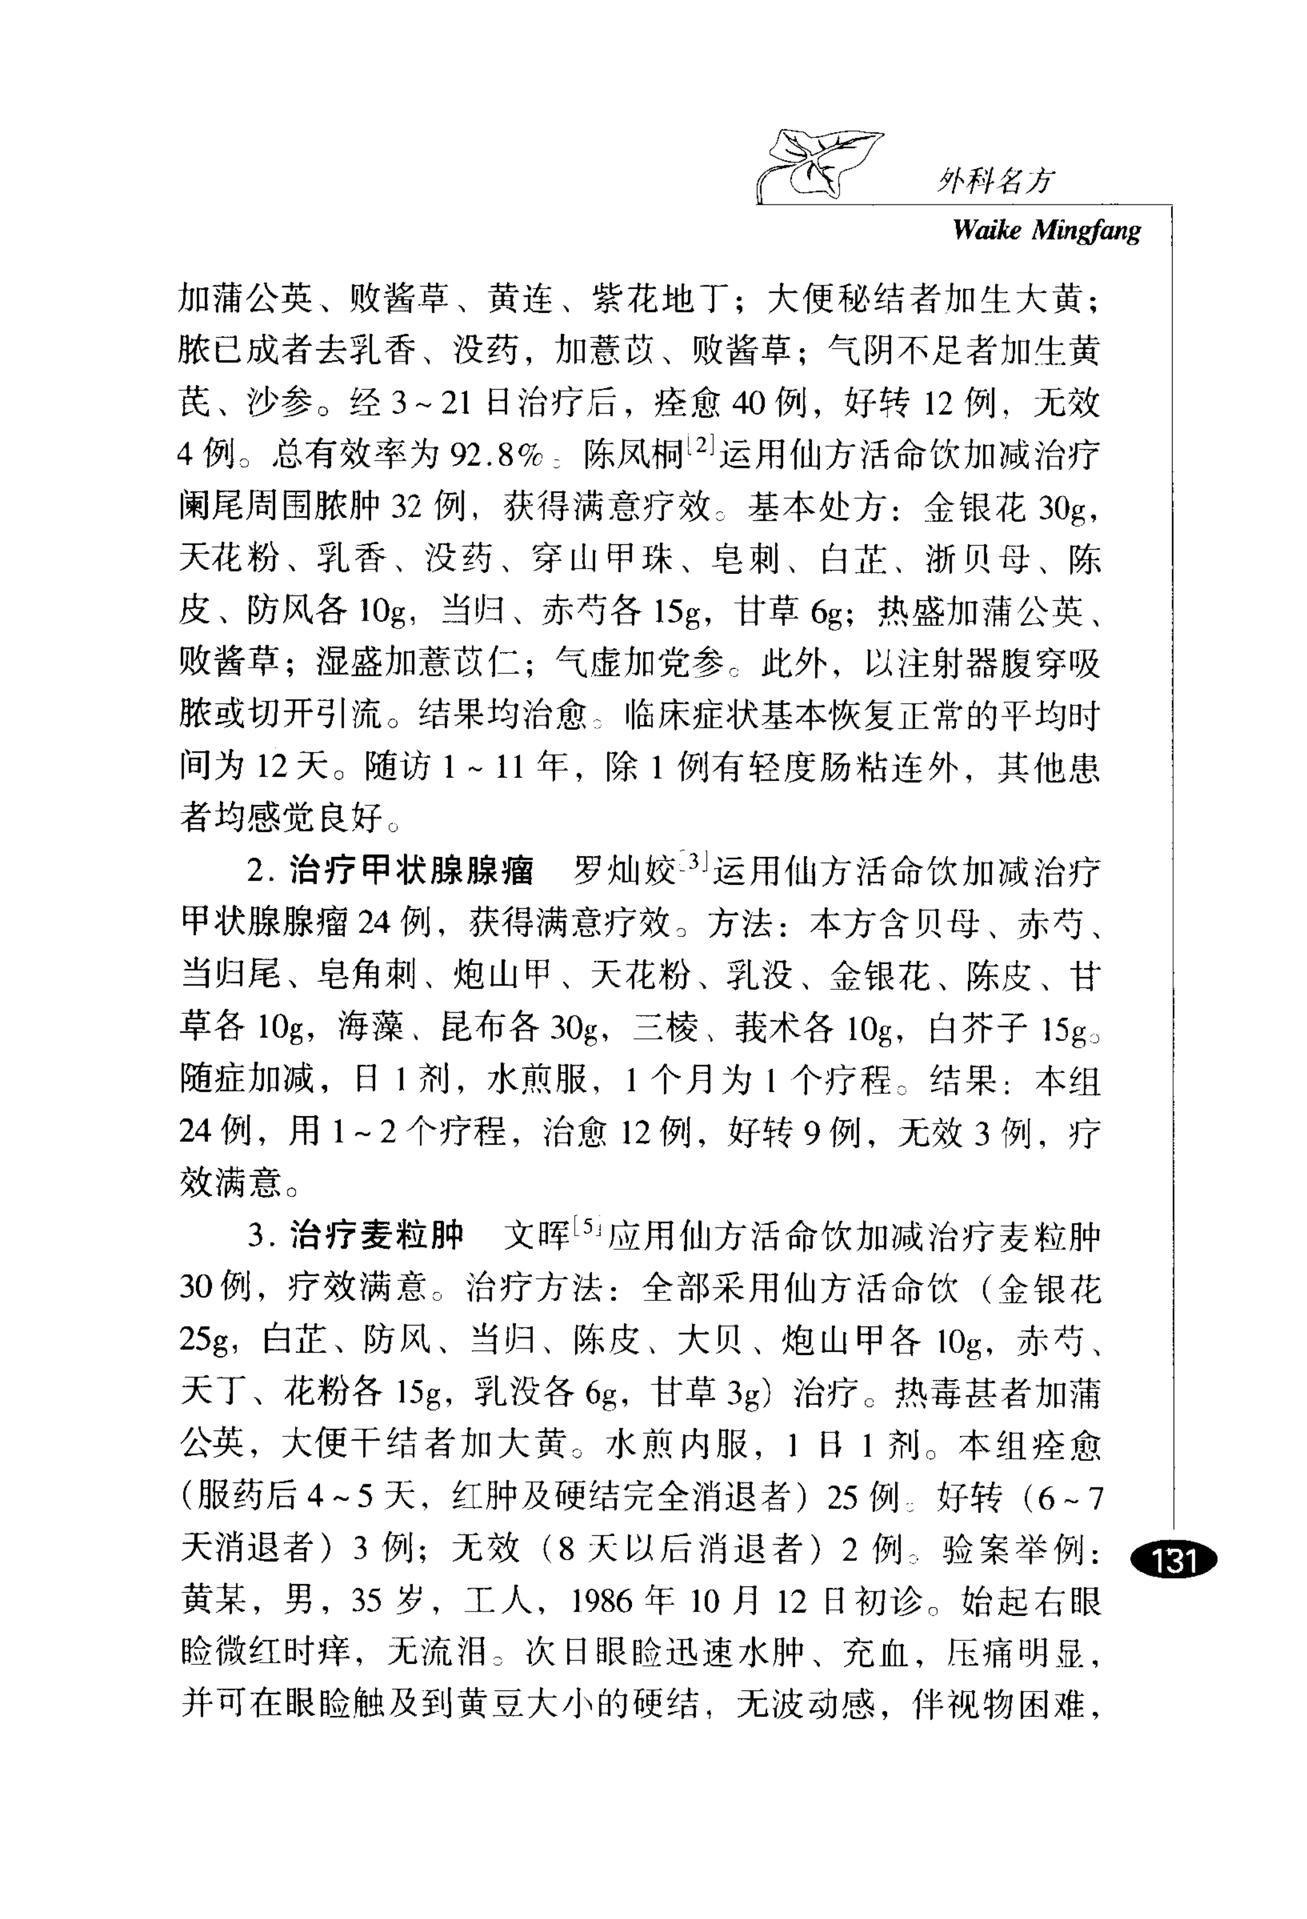 外科名方
Waike Mingfang
加蒲公英、败酱草、黄连、紫花地丁；大便秘结者加生大黄；
脓已成者去乳香、没药，加薏苡、败酱草；气阴不足者加生黄
芪、沙参。经 3~21 日治疗后，痊愈 40 例，好转 12 例，无效
4 例。总有效率为 92.8%。陈凤桐[2]运用仙方活命饮加减治疗
阑尾周围脓肿 32 例，获得满意疗效。基本处方：金银花 30g，
天花粉、乳香、没药、穿山甲珠、皂刺、白芷、浙贝母、陈
皮、防风各 10g，当归、赤芍各 15g，甘草 6g；热盛加蒲公英、
败酱草；湿盛加薏苡仁；气虚加党参。此外，以注射器腹穿吸
脓或切开引流。结果均治愈。临床症状基本恢复正常的平均时
间为 12 天。随访 1~11 年，除 1 例有轻度肠粘连外，其他患
者均感觉良好。
2. 治疗甲状腺腺瘤　罗灿姣[3]运用仙方活命饮加减治疗
甲状腺腺瘤 24 例，获得满意疗效。方法：本方含贝母、赤芍、
当归尾、皂角刺、炮山甲、天花粉、乳没、金银花、陈皮、甘
草各 10g，海藻、昆布各 30g，三棱、莪术各 10g，白芥子 15g。
随症加减，日 1 剂，水煎服，1 个月为 1 个疗程。结果：本组
24 例，用 1~2 个疗程，治愈 12 例，好转 9 例，无效 3 例，疗
效满意。
3. 治疗麦粒肿　文晖[5]应用仙方活命饮加减治疗麦粒肿
30 例，疗效满意。治疗方法：全部采用仙方活命饮（金银花
25g，白芷、防风、当归、陈皮、大贝、炮山甲各 10g，赤芍、
天丁、花粉各 15g，乳没各 6g，甘草 3g）治疗。热毒甚者加蒲
公英，大便干结者加大黄。水煎内服，1 日 1 剂。本组痊愈
（服药后 4~5 天，红肿及硬结完全消退者）25 例。好转（6~7
天消退者）3 例；无效（8 天以后消退者）2 例。验案举例：
黄某，男，35 岁，工人，1986 年 10 月 12 日初诊。始起右眼
睑微红时痒，无流泪。次日眼睑迅速水肿、充血，压痛明显，
并可在眼睑触及到黄豆大小的硬结，无波动感，伴视物困难，
131